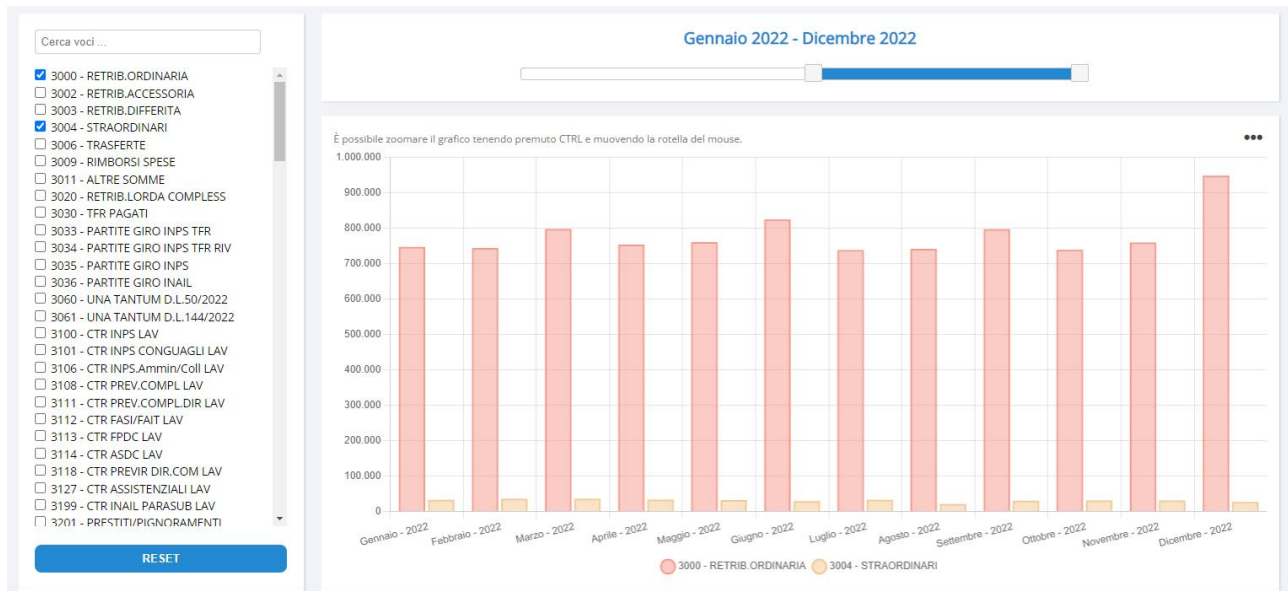 Cerca voci ...
3000 - RETRIB.ORDINARIA
3002 - RETRIB.ACCESSORIA
3003 - RETRIB.DIFFERITA
3004 - STRAORDINARI
3006 - TRASFERTE
3009 - RIMBORSI SPESE
3011 - ALTRE SOMME
3020 - RETRIB.LORDA COMPLESS
3030 - TFR PAGATI
3033 - PARTITE GIRO INPS TFR
3034 - PARTITE GIRO INPS TFR RIV
3035 - PARTITE GIRO INPS
3036 - PARTITE GIRO INAIL
3060 - UNA TANTUM D.L.50/2022
3061 - UNA TANTUM D.L.144/2022
3100 - CTR INPS LAV
3101 - CTR INPS CONGUAGLI LAV
3106 - CTR INPS.Ammin/Coll LAV
3108 - CTR PREV.COMPL LAV
3111 - CTR PREV.COMPL.DIR LAV
3112 - CTR FASI/FAIT LAV
3113 - CTR FPDC LAV
3114 - CTR ASDC LAV
3118 - CTR PREVIR DIR.COM LAV
3127 - CTR ASSISTENZIALI LAV
3199 - CTR INAIL PARASUB LAV
3201 - PRESTITI/PIGNORAMENTI
RESET
Gennaio 2022 - Dicembre 2022
È possibile zoomare il grafico tenendo premuto CTRL e muovendo la rotella del mouse.
1.000.000
900.000
800.000
700.000
600.000
500.000
400.000
300.000
200.000
100.000
0
Gennaio - 2022
Febbraio - 2022
Marzo - 2022
Aprile - 2022
Maggio - 2022
Giugno - 2022
Luglio - 2022
Agosto - 2022
Settembre - 2022
Ottobre - 2022
Novembre - 2022
Dicembre - 2022
3000 - RETRIB.ORDINARIA
3004 - STRAORDINARI